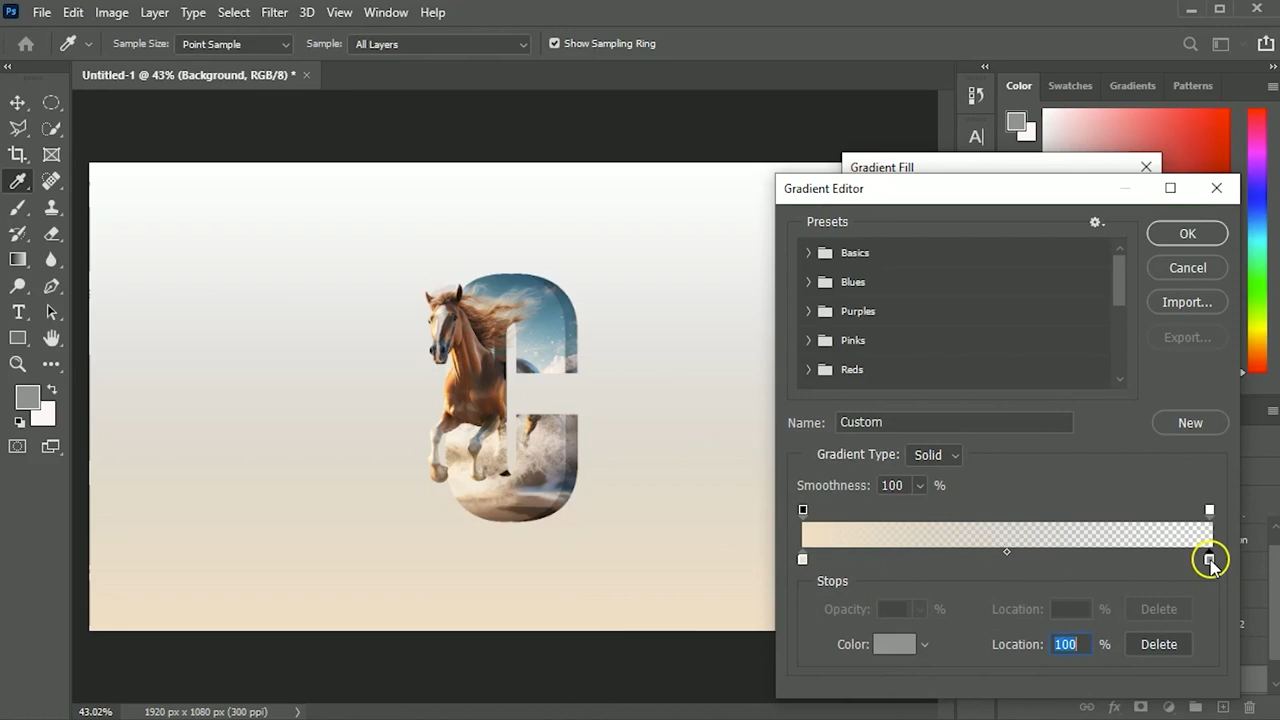 Ps File Edit Image Layer Type Select Filter 3D View Window Help
Sample Size: Point Sample Sample: All Layers Show Sampling Ring
Untitled-1 @ 43% (Background, RGB/8) * ×
Color Swatches Gradients Patterns
A|
Gradient Fill
Gradient Editor
Presets
Basics
Blues
Purples
Pinks
Reds
OK
Cancel
Import...
Export...
Name: Custom New
Gradient Type: Solid
Smoothness: 100 %
Stops
Opacity: % Location: % Delete
Color: Location: 100 % Delete
43.02% 1920 px x 1080 px (300 ppi)
fx